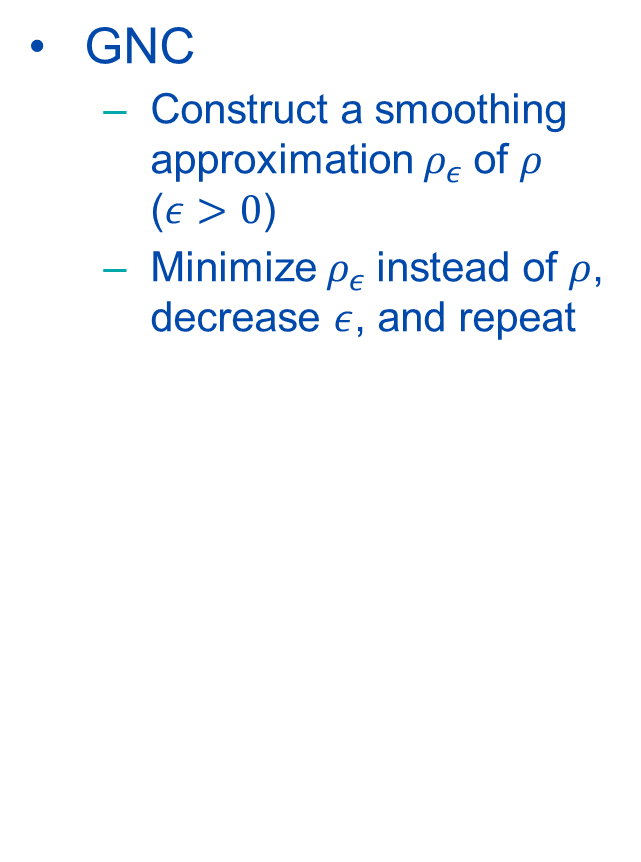 • GNC
– Construct a smoothing
approximation ρ_ϵ of ρ
(ϵ > 0)
– Minimize ρ_ϵ instead of ρ,
decrease ϵ, and repeat